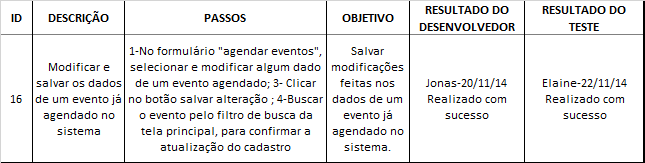 ID
DESCRIÇÃO
PASSOS
OBJETIVO
RESULTADO DO
DESENVOLVEDOR
RESULTADO DO
TESTE
16
Modificar e
salvar os dados
de um evento já
agendado no
sistema
1-No formulário "agendar eventos",
selecionar e modificar algum dado
de um evento agendado; 3- Clicar
no botão salvar alteração ; 4-Buscar
o evento pelo filtro de busca da
tela principal, para confirmar a
atualização do cadastro
Salvar
modificações
feitas nos
dados de um
evento já
agendado no
sistema.
Jonas-20/11/14
Realizado com
sucesso
Elaine-22/11/14
Realizado com
sucesso